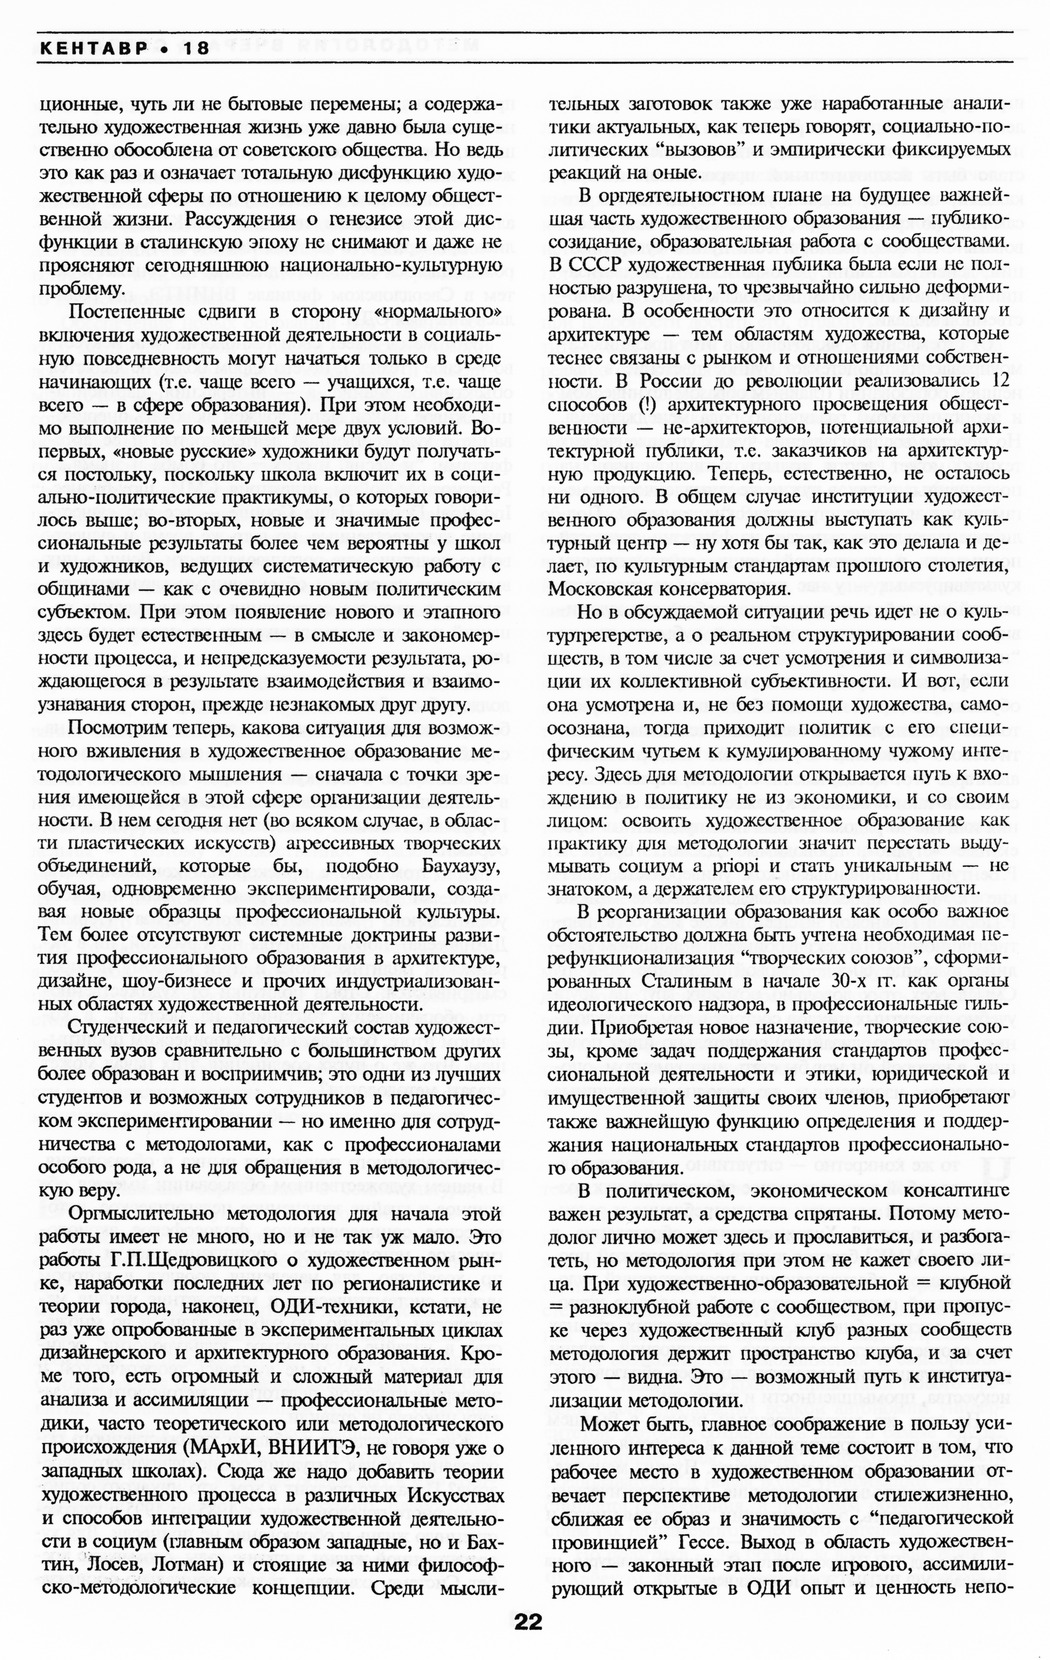 КЕНТАВР • 18
ционные, чуть ли не бытовые перемены; а содержа-
тельно художественная жизнь уже давно была суще-
ственно обособлена от советского общества. Но ведь
это как раз и означает тотальную дисфункцию худо-
жественной сферы по отношению к целому общест-
венной жизни. Рассуждения о генезисе этой дис-
функции в сталинскую эпоху не снимают и даже не
проясняют сегодняшнюю национально-культурную
проблему.
Постепенные сдвиги в сторону «нормального»
включения художественной деятельности в социаль-
ную повседневность могут начаться только в среде
начинающих (т.е. чаще всего — учащихся, т.е. чаще
всего — в сфере образования). При этом необходи-
мо выполнение по меньшей мере двух условий. Во-
первых, «новые русские» художники будут получать-
ся постольку, поскольку школа включит их в соци-
ально-политические практикумы, о которых говори-
лось выше; во-вторых, новые и значимые профес-
сиональные результаты более чем вероятны у школ
и художников, ведущих систематическую работу с
общинами — как с очевидно новым политическим
субъектом. При этом появление нового и этапного
здесь будет естественным — в смысле и закономер-
ности процесса, и непредсказуемости результата, ро-
ждающегося в результате взаимодействия и взаимо-
узнавания сторон, прежде незнакомых друг другу.
Посмотрим теперь, какова ситуация для возмож-
ного вживления в художественное образование ме-
тодологического мышления — сначала с точки зре-
ния имеющейся в этой сфере организации деятель-
ности. В нем сегодня нет (во всяком случае, в облас-
ти пластических искусств) агрессивных творческих
объединений, которые бы, подобно Баухаузу,
обучая, одновременно экспериментировали, созда-
вая новые образцы профессиональной культуры.
Тем более отсутствуют системные доктрины разви-
тия профессионального образования в архитектуре,
дизайне, шоу-бизнесе и прочих индустриализован-
ных областях художественной деятельности.
Студенческий и педагогический состав художест-
венных вузов сравнительно с большинством других
более образован и восприимчив; это одни из лучших
студентов и возможных сотрудников в педагогичес-
ком экспериментировании — но именно для сотруд-
ничества с методологами, как с профессионалами
особого рода, а не для обращения в методологичес-
кую веру.
Оргмыслительно методология для начала этой
работы имеет не много, но и не так уж мало. Это
работы Г.П.Щедровицкого о художественном рын-
ке, наработки последних лет по регионалистике и
теории города, наконец, ОДИ-техники, кстати, не
раз уже опробованные в экспериментальных циклах
дизайнерского и архитектурного образования. Кро-
ме того, есть огромный и сложный материал для
анализа и ассимиляции — профессиональные мето-
дики, часто теоретического или методологического
происхождения (МАрхИ, ВНИИТЭ, не говоря уже о
западных школах). Сюда же надо добавить теории
художественного процесса в различных Искусствах
и способов интеграции художественной деятельно-
сти в социум (главным образом западные, но и Бах-
тин, Лосев, Лотман) и стоящие за ними философ-
ско-методологические концепции. Среди мысли-
тельных заготовок также уже наработанные анали-
тики актуальных, как теперь говорят, социально-по-
литических “вызовов” и эмпирически фиксируемых
реакций на оные.
В оргдеятельностном плане на будущее важней-
шая часть художественного образования — публико-
созидание, образовательная работа с сообществами.
В СССР художественная публика была если не пол-
ностью разрушена, то чрезвычайно сильно деформи-
рована. В особенности это относится к дизайну и
архитектуре — тем областям художества, которые
теснее связаны с рынком и отношениями собствен-
ности. В России до революции реализовались 12
способов (!) архитектурного просвещения общест-
венности — не-архитекторов, потенциальной архи-
тектурной публики, т.е. заказчиков на архитектур-
ную продукцию. Теперь, естественно, не осталось
ни одного. В общем случае институции художест-
венного образования должны выступать как куль-
турный центр — ну хотя бы так, как это делала и де-
лает, по культурным стандартам прошлого столетия,
Московская консерватория.
Но в обсуждаемой ситуации речь идет не о куль-
туртрегерстве, а о реальном структурировании сооб-
ществ, в том числе за счет усмотрения и символиза-
ции их коллективной субъективности. И вот, если
она усмотрена и, не без помощи художества, само-
осознана, тогда приходит политик с его специ-
фическим чутьем к кумулированному чужому инте-
ресу. Здесь для методологии открывается путь к вхо-
ждению в политику не из экономики, и со своим
лицом: освоить художественное образование как
практику для методологии значит перестать выду-
мывать социум a priopi и стать уникальным — не
знатоком, а держателем его структурированности.
В реорганизации образования как особо важное
обстоятельство должна быть учтена необходимая пе-
рефункционализация “творческих союзов”, сформи-
рованных Сталиным в начале 30-х гг. как органы
идеологического надзора, в профессиональные гиль-
дии. Приобретая новое назначение, творческие сою-
зы, кроме задач поддержания стандартов профес-
сиональной деятельности и этики, юридической и
имущественной защиты своих членов, приобретают
также важнейшую функцию определения и поддер-
жания национальных стандартов профессионально-
го образования.
В политическом, экономическом консалтинге
важен результат, а средства спрятаны. Потому мето-
долог лично может здесь и прославиться, и разбога-
теть, но методология при этом не кажет своего ли-
ца. При художественно-образовательной = клубной
= разноклубной работе с сообществом, при пропус-
ке через художественный клуб разных сообществ
методология держит пространство клуба, и за счет
этого — видна. Это — возможный путь к институа-
лизации методологии.
Может быть, главное соображение в пользу уси-
ленного интереса к данной теме состоит в том, что
рабочее место в художественном образовании от-
вечает перспективе методологии стилежизненно,
сближая ее образ и значимость с “педагогической
провинцией” Гессе. Выход в область художествен-
ного — законный этап после игрового, ассимили-
рующий открытые в ОДИ опыт и ценность непо-
22